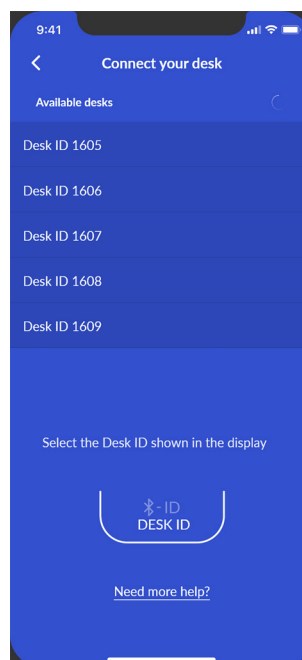 9:41
Connect your desk
Available desks
Desk ID 1605
Desk ID 1606
Desk ID 1607
Desk ID 1608
Desk ID 1609
Select the Desk ID shown in the display
- ID
DESK ID
Need more help?